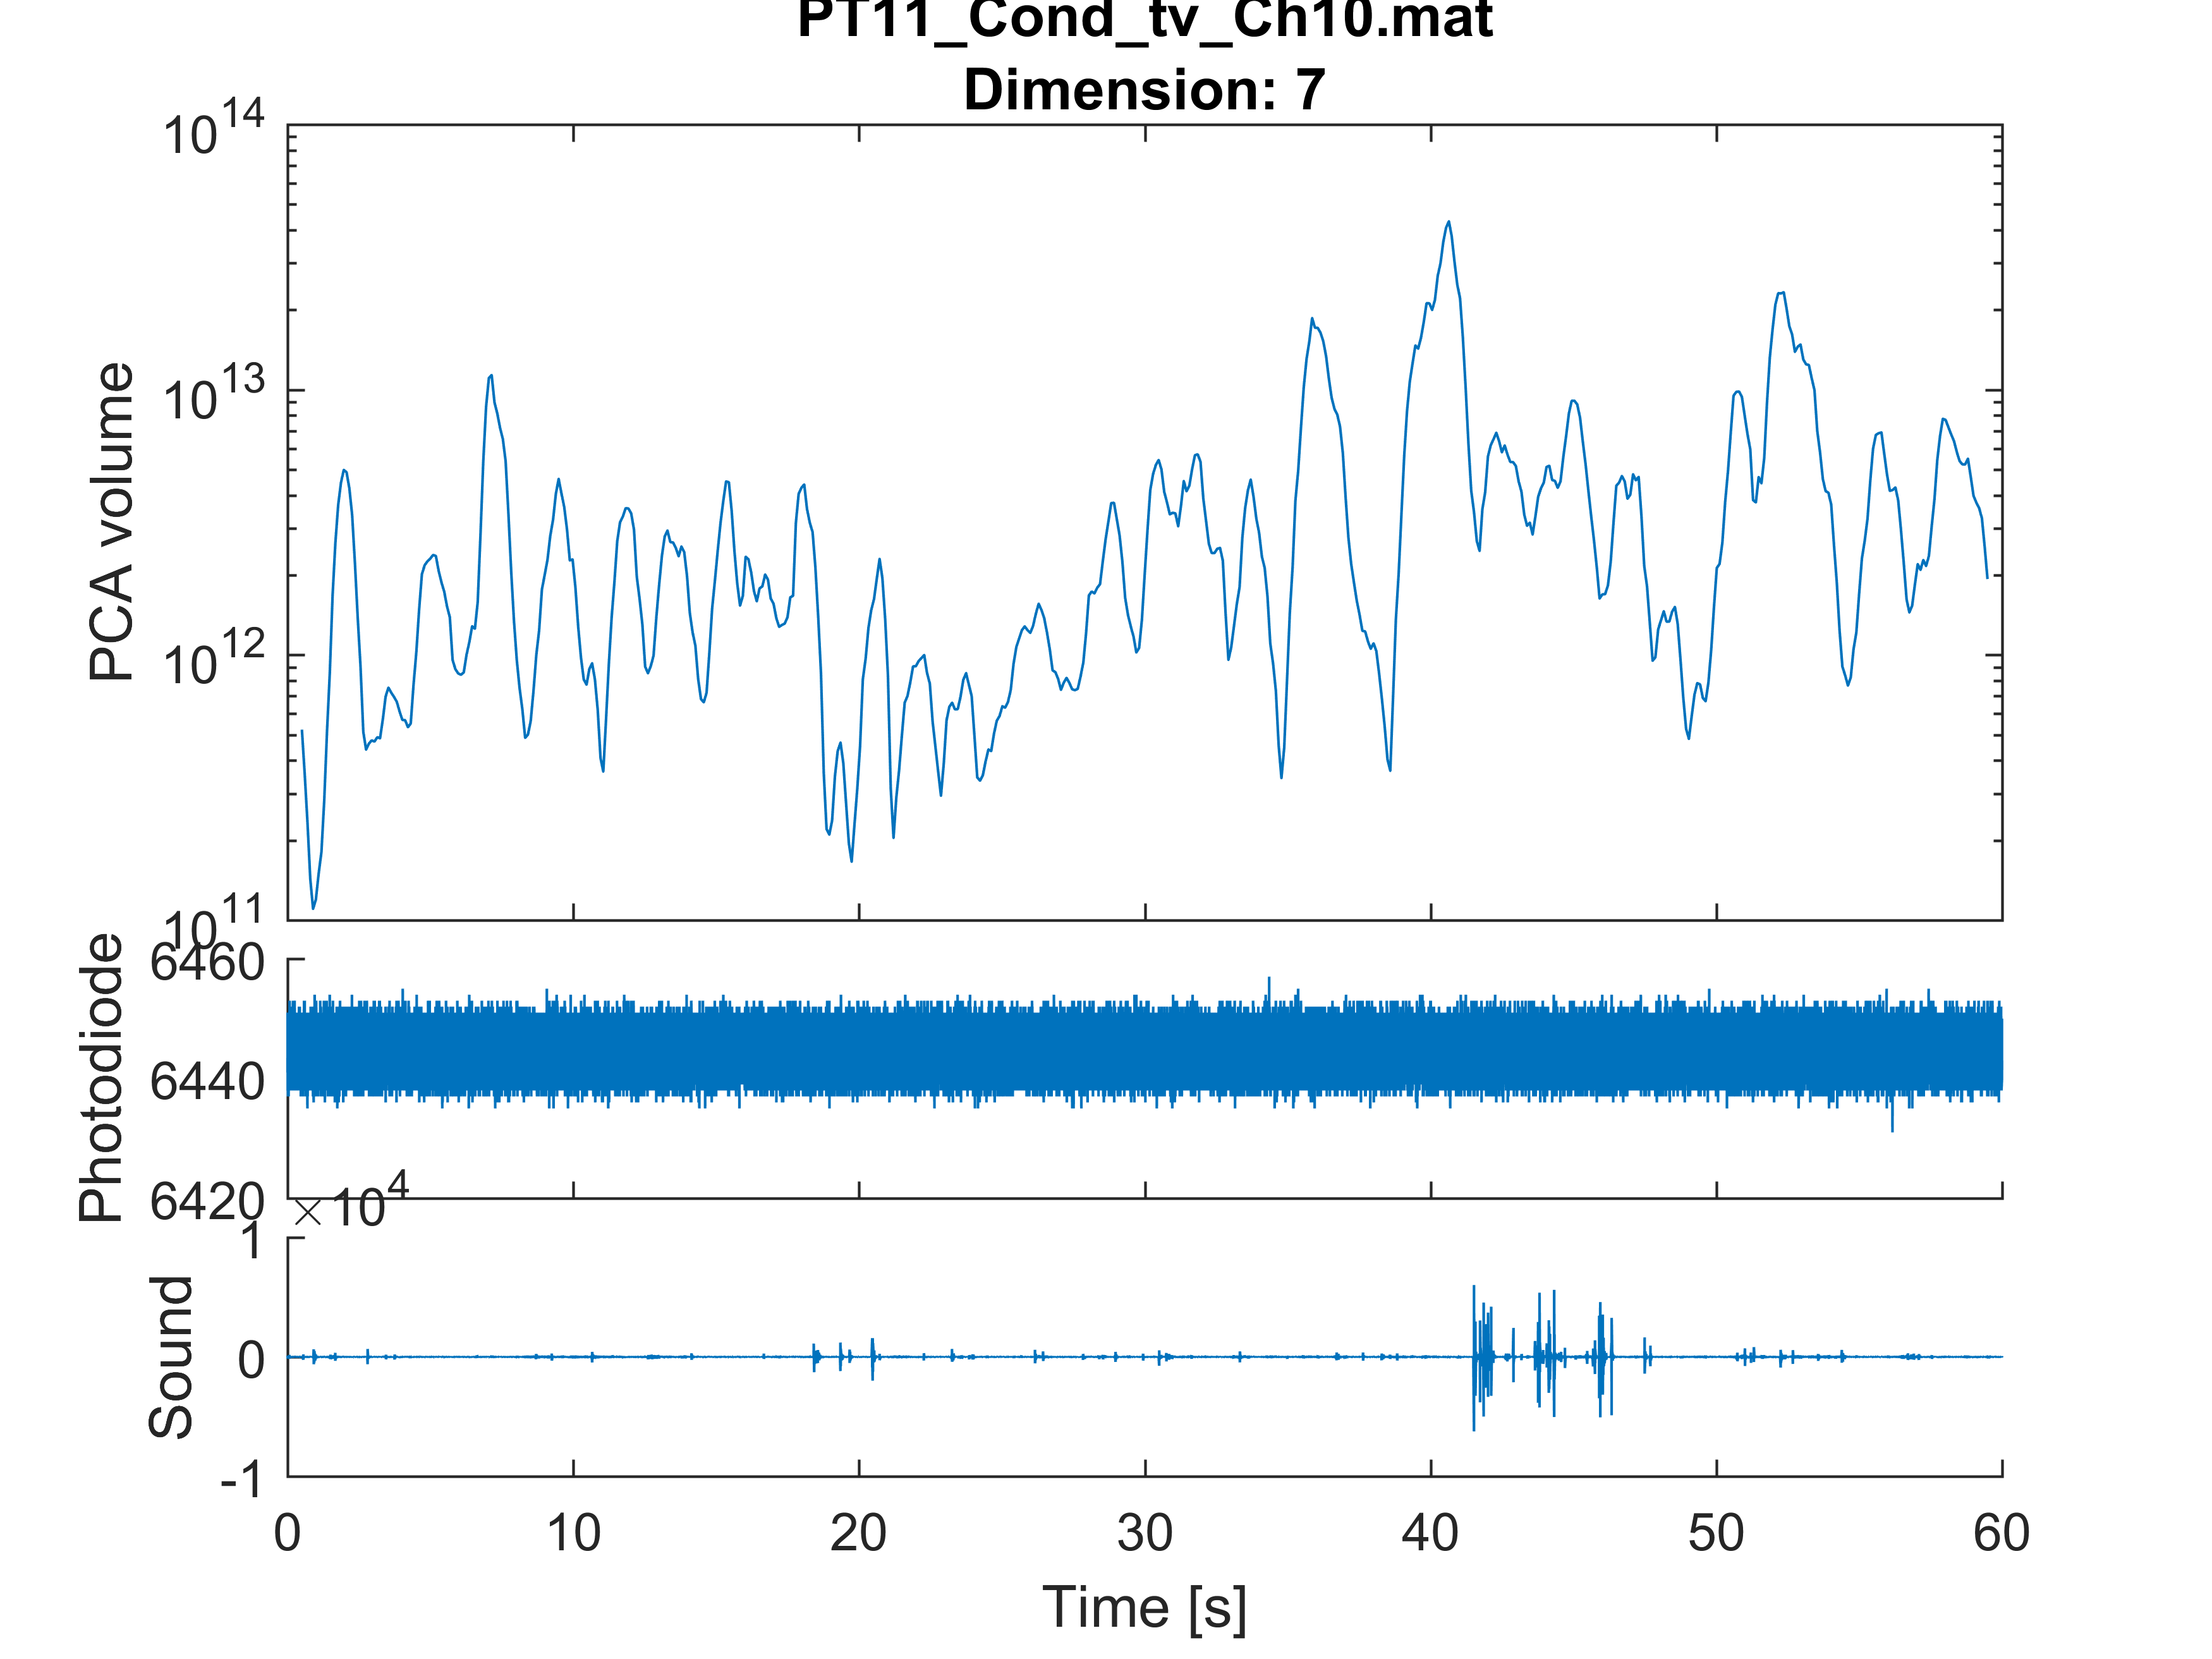 PT11_Cond_tv_Ch10.mat
Dimension: 7
PCA volume
10^14
10^13
10^12
10^11
Photodiode
6460
6440
6420
×10^4
Sound
1
0
-1
0 10 20 30 40 50 60
Time [s]